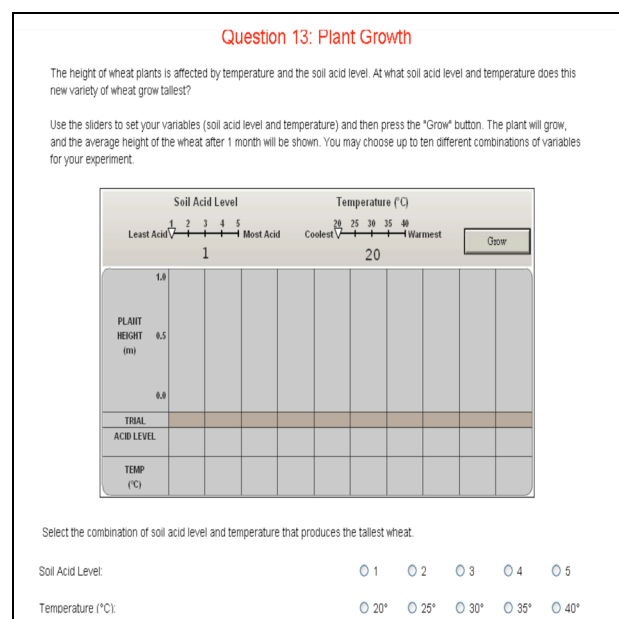 Question 13: Plant Growth
The height of wheat plants is affected by temperature and the soil acid level. At what soil acid level and temperature does this
new variety of wheat grow tallest?
Use the sliders to set your variables (soil acid level and temperature) and then press the "Grow" button. The plant will grow,
and the average height of the wheat after 1 month will be shown. You may choose up to ten different combinations of variables
for your experiment.
Soil Acid Level Temperature (°C)
1 2 3 4 5 20 25 30 35 40
Least Acid Most Acid Coolest Warmest Grow
1 20
1.0
PLANT
HEIGHT 0.5
(m)
0.0
TRIAL
ACID LEVEL
TEMP
(°C)
Select the combination of soil acid level and temperature that produces the tallest wheat.
Soil Acid Level: 1 2 3 4 5
Temperature (°C): 20° 25° 30° 35° 40°